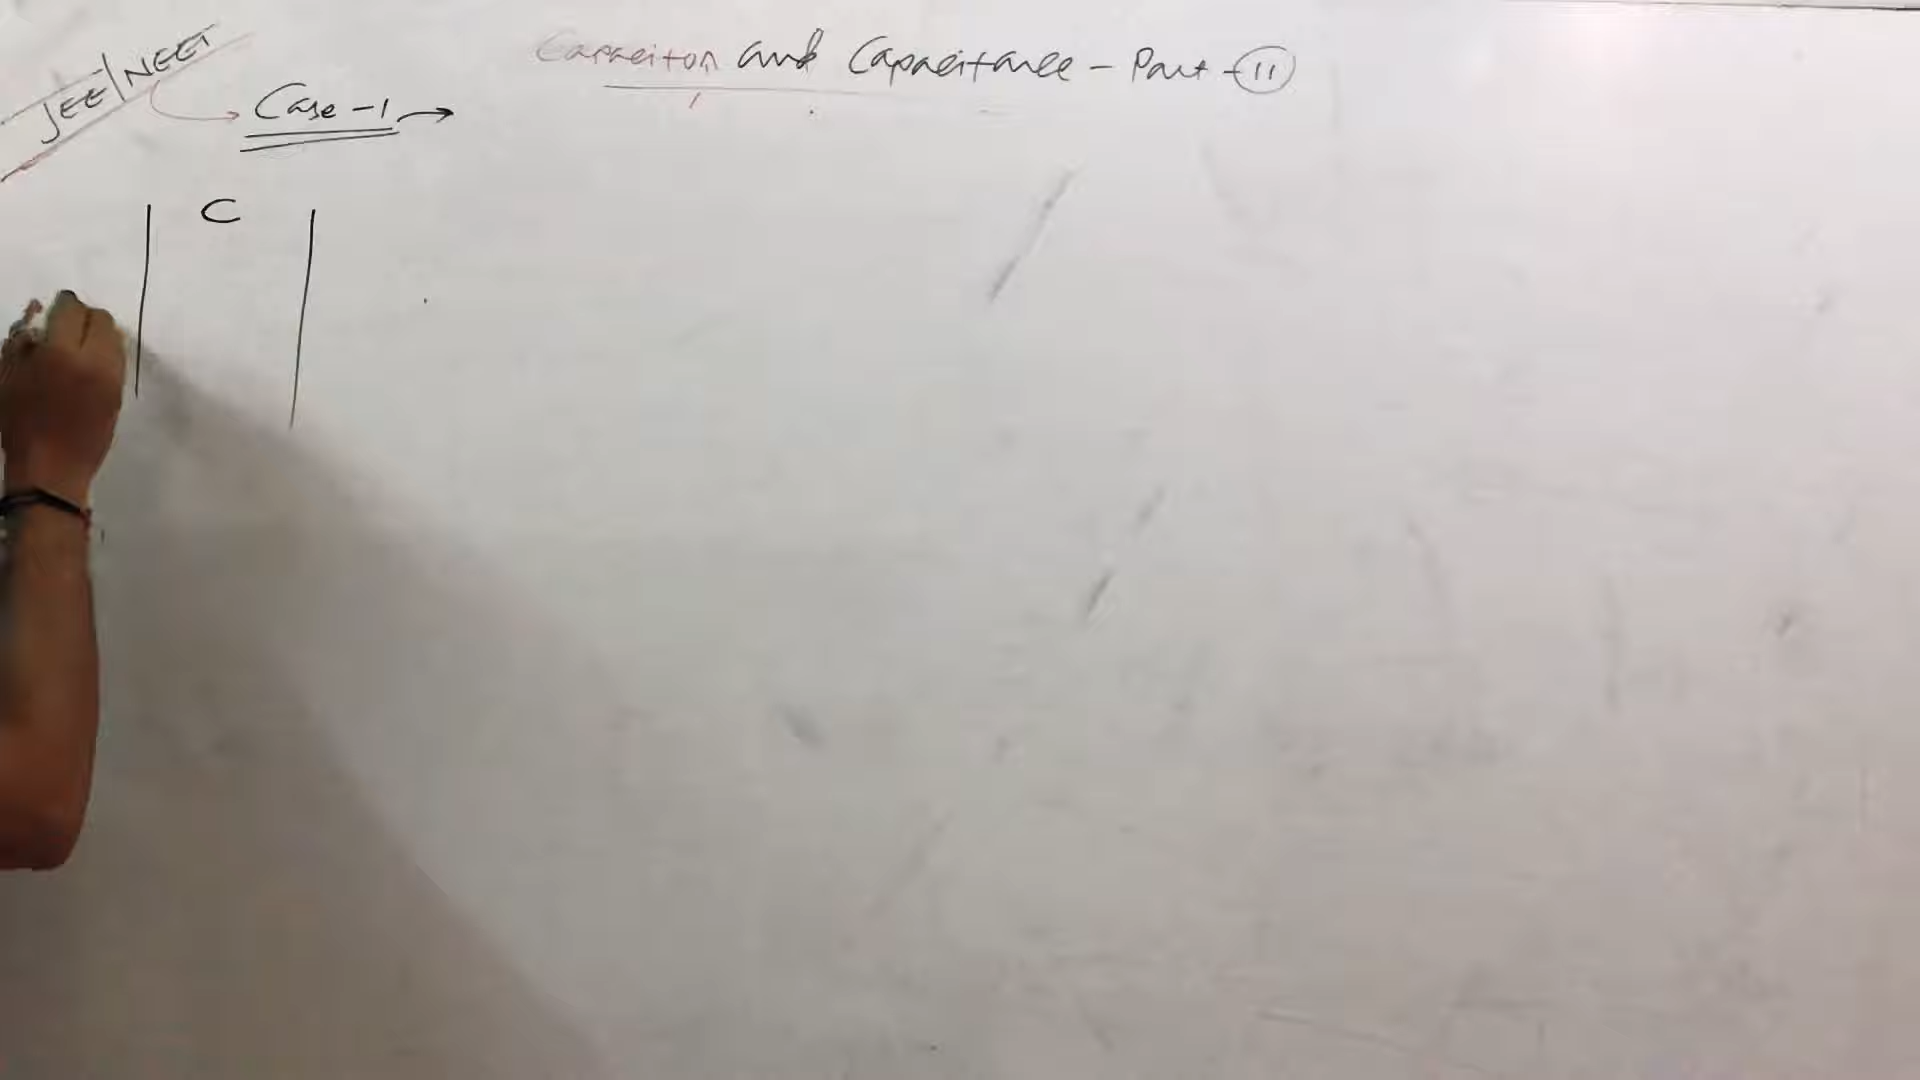 Capacitor and Capacitance - Part - 11
JEE/NEET
Case-1 →
C